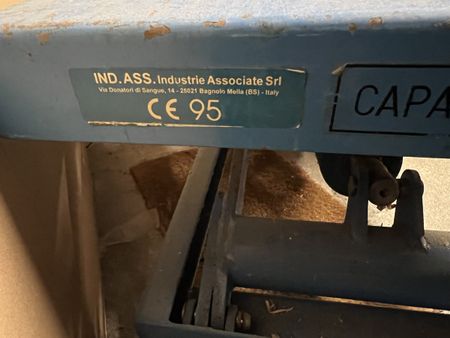 IND.ASS. Industrie Associate Srl
Via Donatori di Sangue, 14 - 25021 Bagnolo Mella (BS) - Italy
CE 95
CAPA